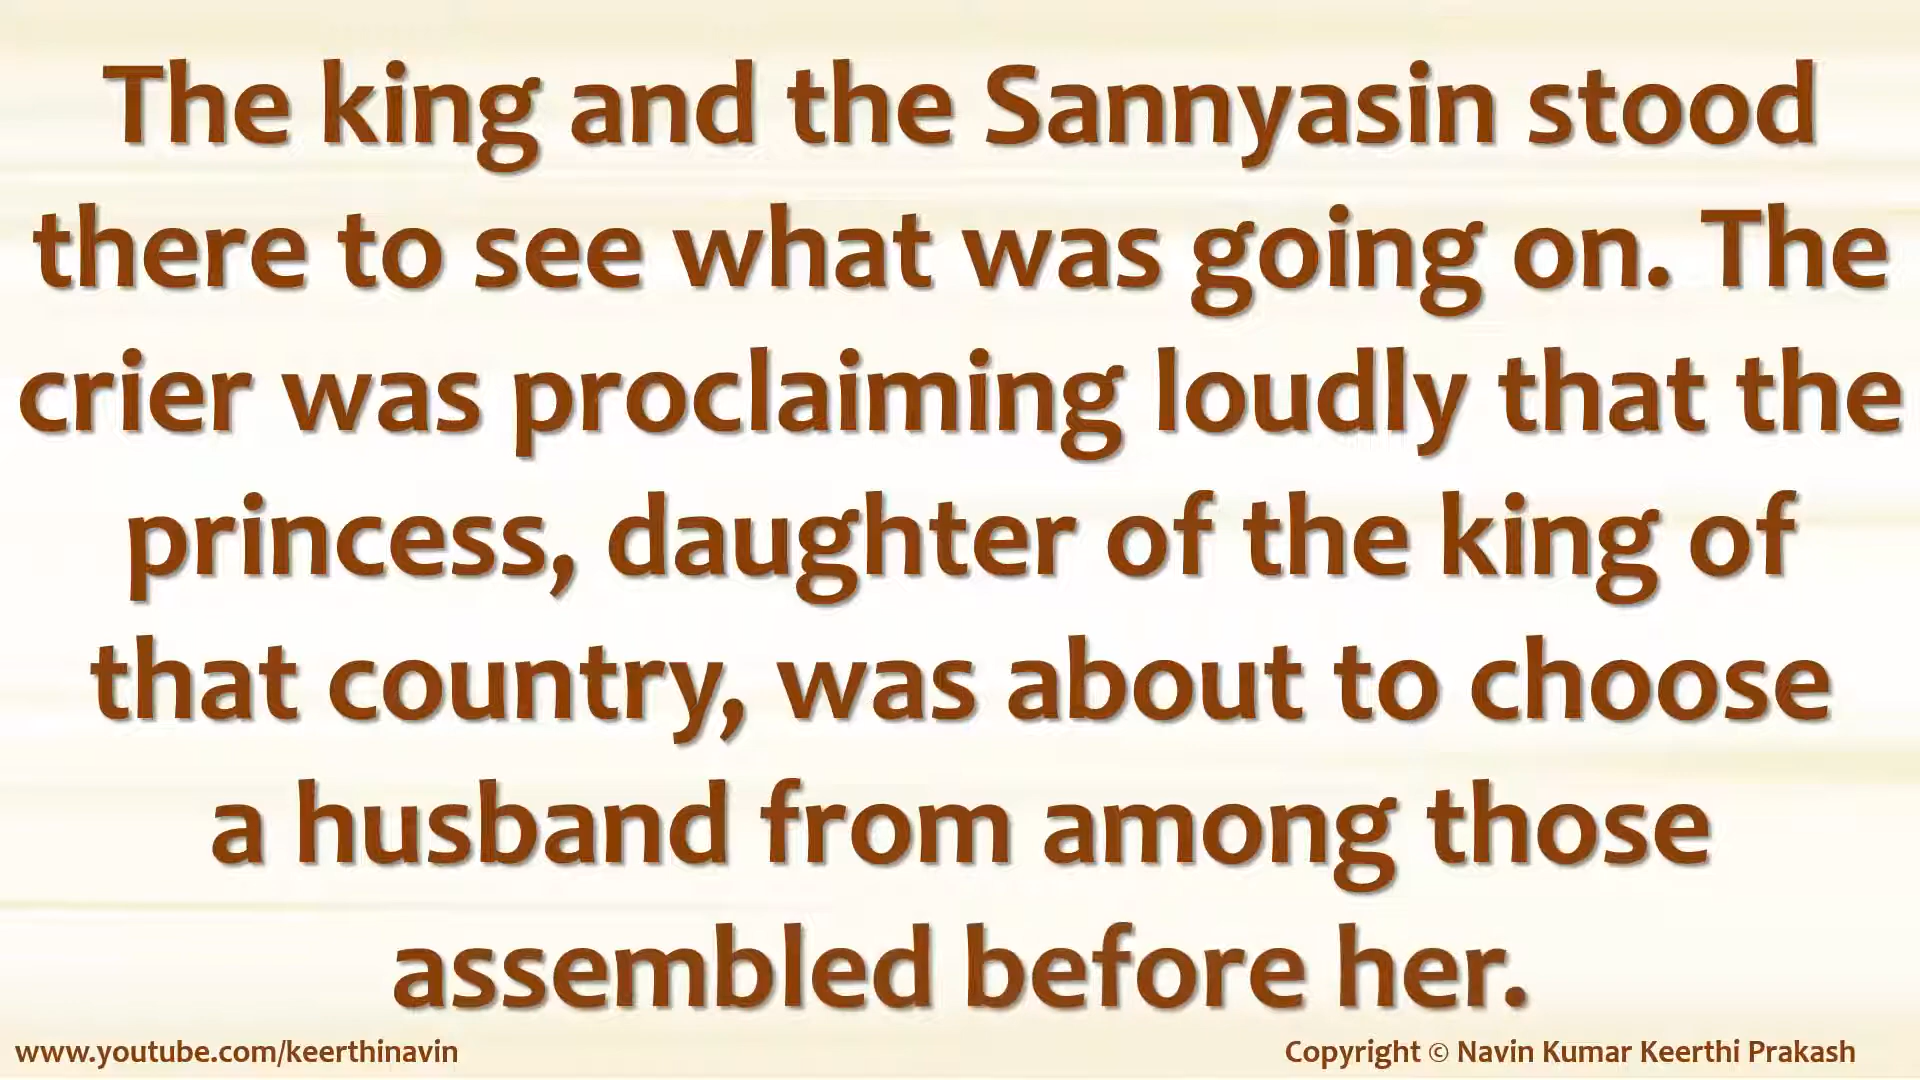 The king and the Sannyasin stood
there to see what was going on. The
crier was proclaiming loudly that the
princess, daughter of the king of
that country, was about to choose
a husband from among those
assembled before her.
www.youtube.com/keerthinavin
Copyright © Navin Kumar Keerthi Prakash